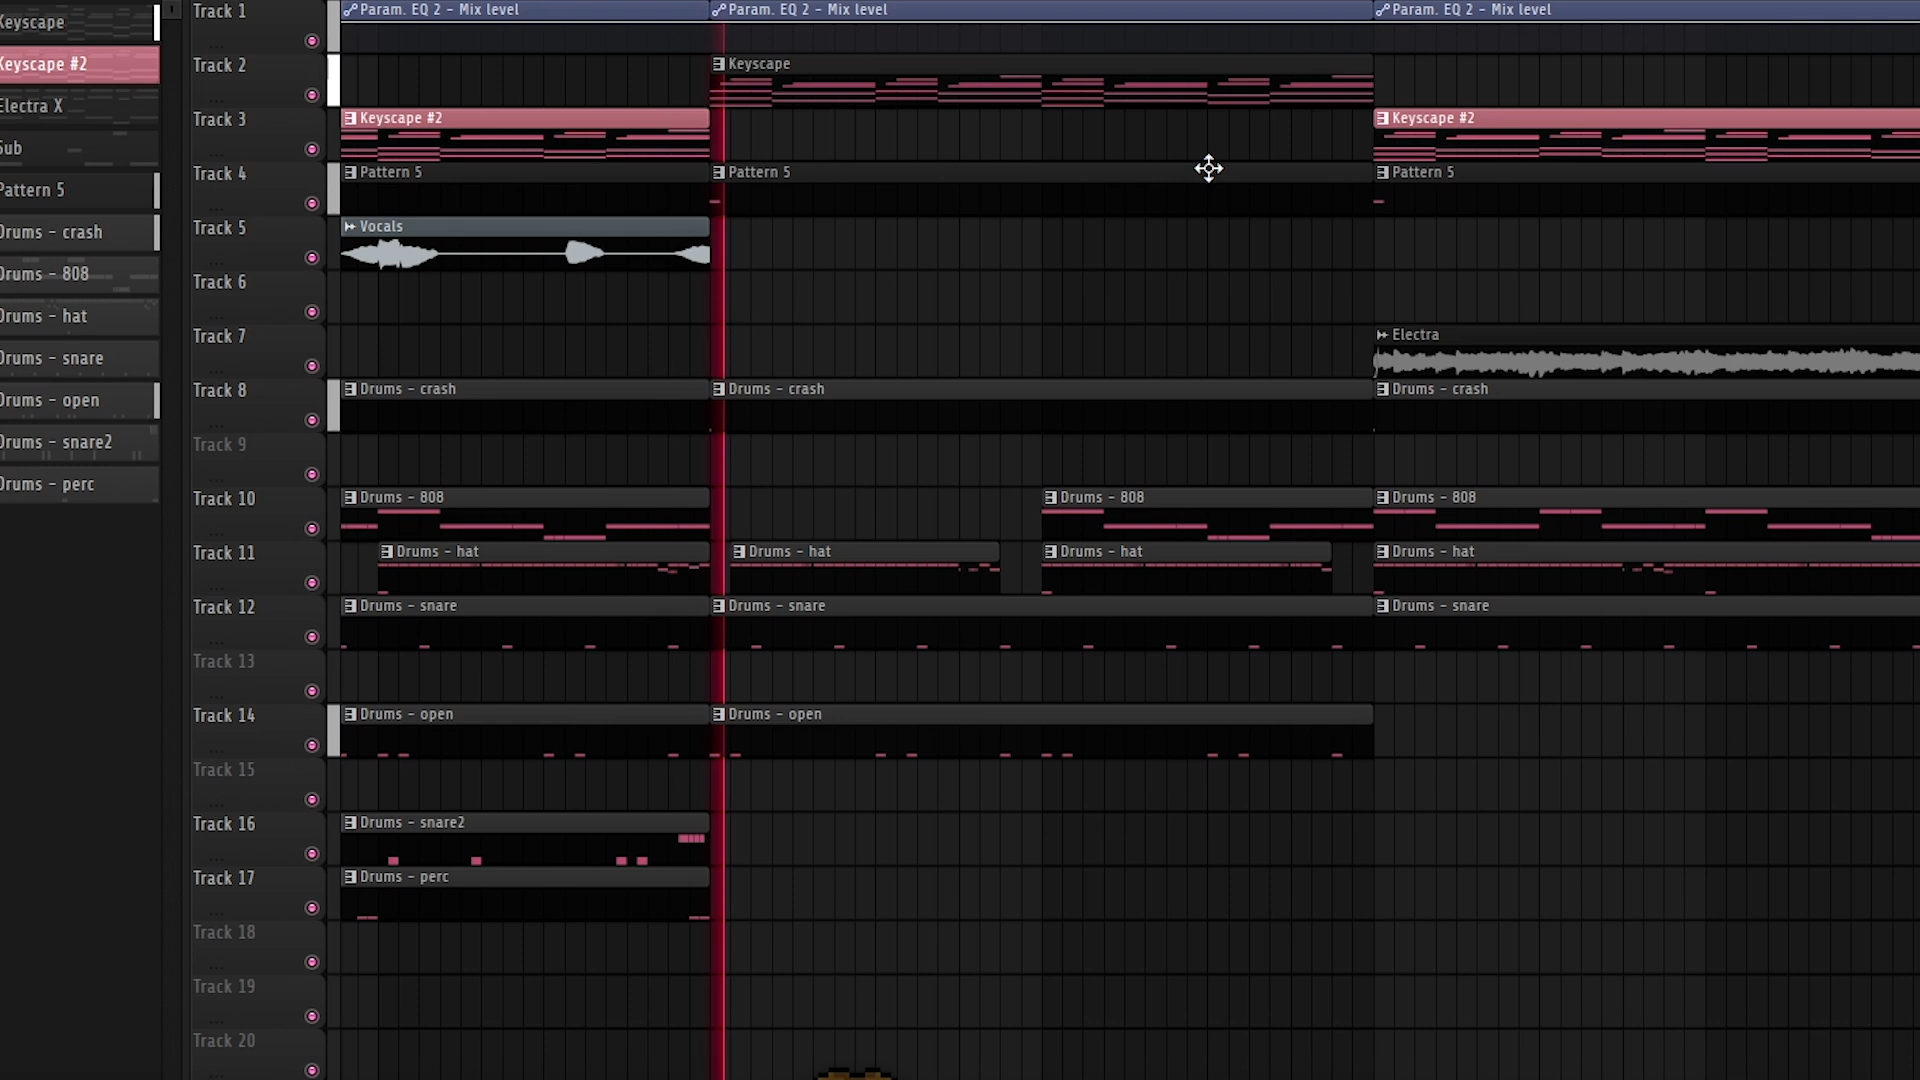 Keyscape
Keyscape #2
Electra X
Sub
Pattern 5
Drums - crash
Drums - 808
Drums - hat
Drums - snare
Drums - open
Drums - snare2
Drums - perc
Track 1
Param. EQ 2 - Mix level
Param. EQ 2 - Mix level
Param. EQ 2 - Mix level
Track 2
Keyscape
Track 3
Keyscape #2
Keyscape #2
Track 4
Pattern 5
Pattern 5
Pattern 5
Track 5
Vocals
Track 6
Track 7
Electra
Track 8
Drums - crash
Drums - crash
Drums - crash
Track 9
Track 10
Drums - 808
Drums - 808
Drums - 808
Track 11
Drums - hat
Drums - hat
Drums - hat
Drums - hat
Track 12
Drums - snare
Drums - snare
Drums - snare
Track 13
Track 14
Drums - open
Drums - open
Track 15
Track 16
Drums - snare2
Track 17
Drums - perc
Track 18
Track 19
Track 20